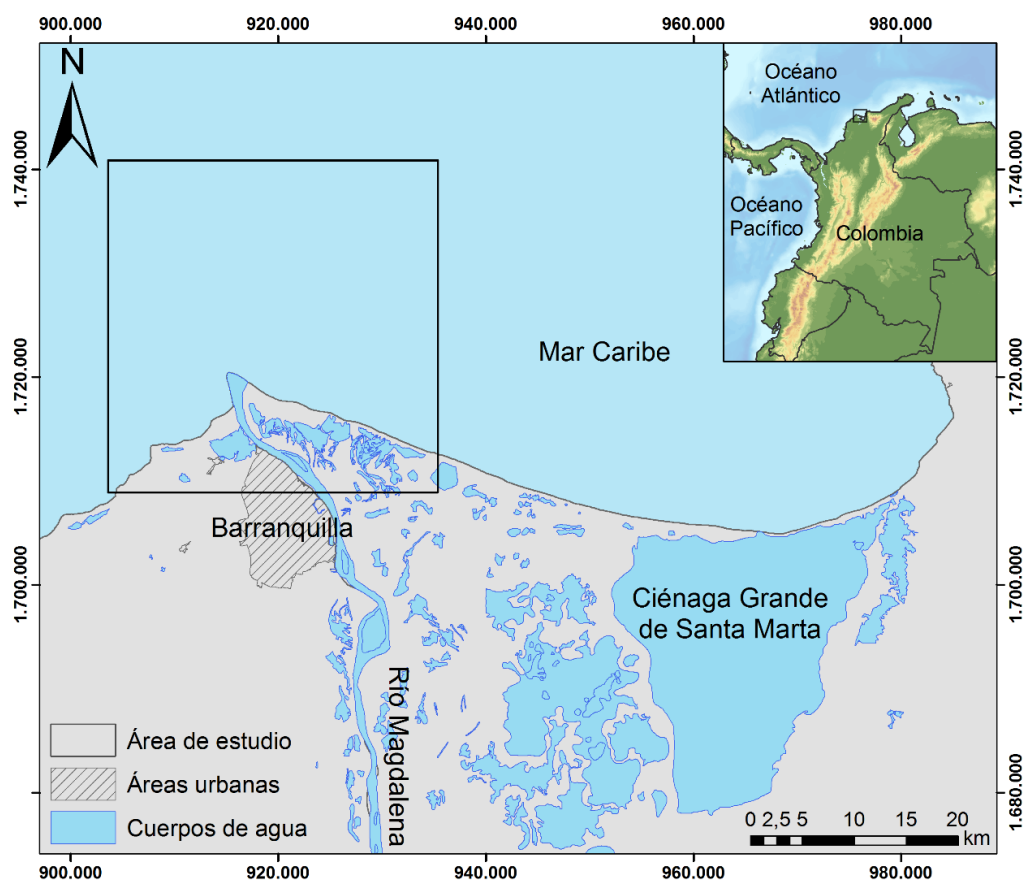 900.000 920.000 940.000 960.000 980.000
N
Océano
Atlántico
1.740.000
1.740.000
Océano
Pacífico
Colombia
Mar Caribe
1.720.000
1.720.000
Barranquilla
1.700.000
1.700.000
Ciénaga Grande
de Santa Marta
Río Magdalena
Área de estudio
Áreas urbanas
Cuerpos de agua
1.680.000
0 2,5 5 10 15 20
km
900.000 920.000 940.000 960.000 980.000